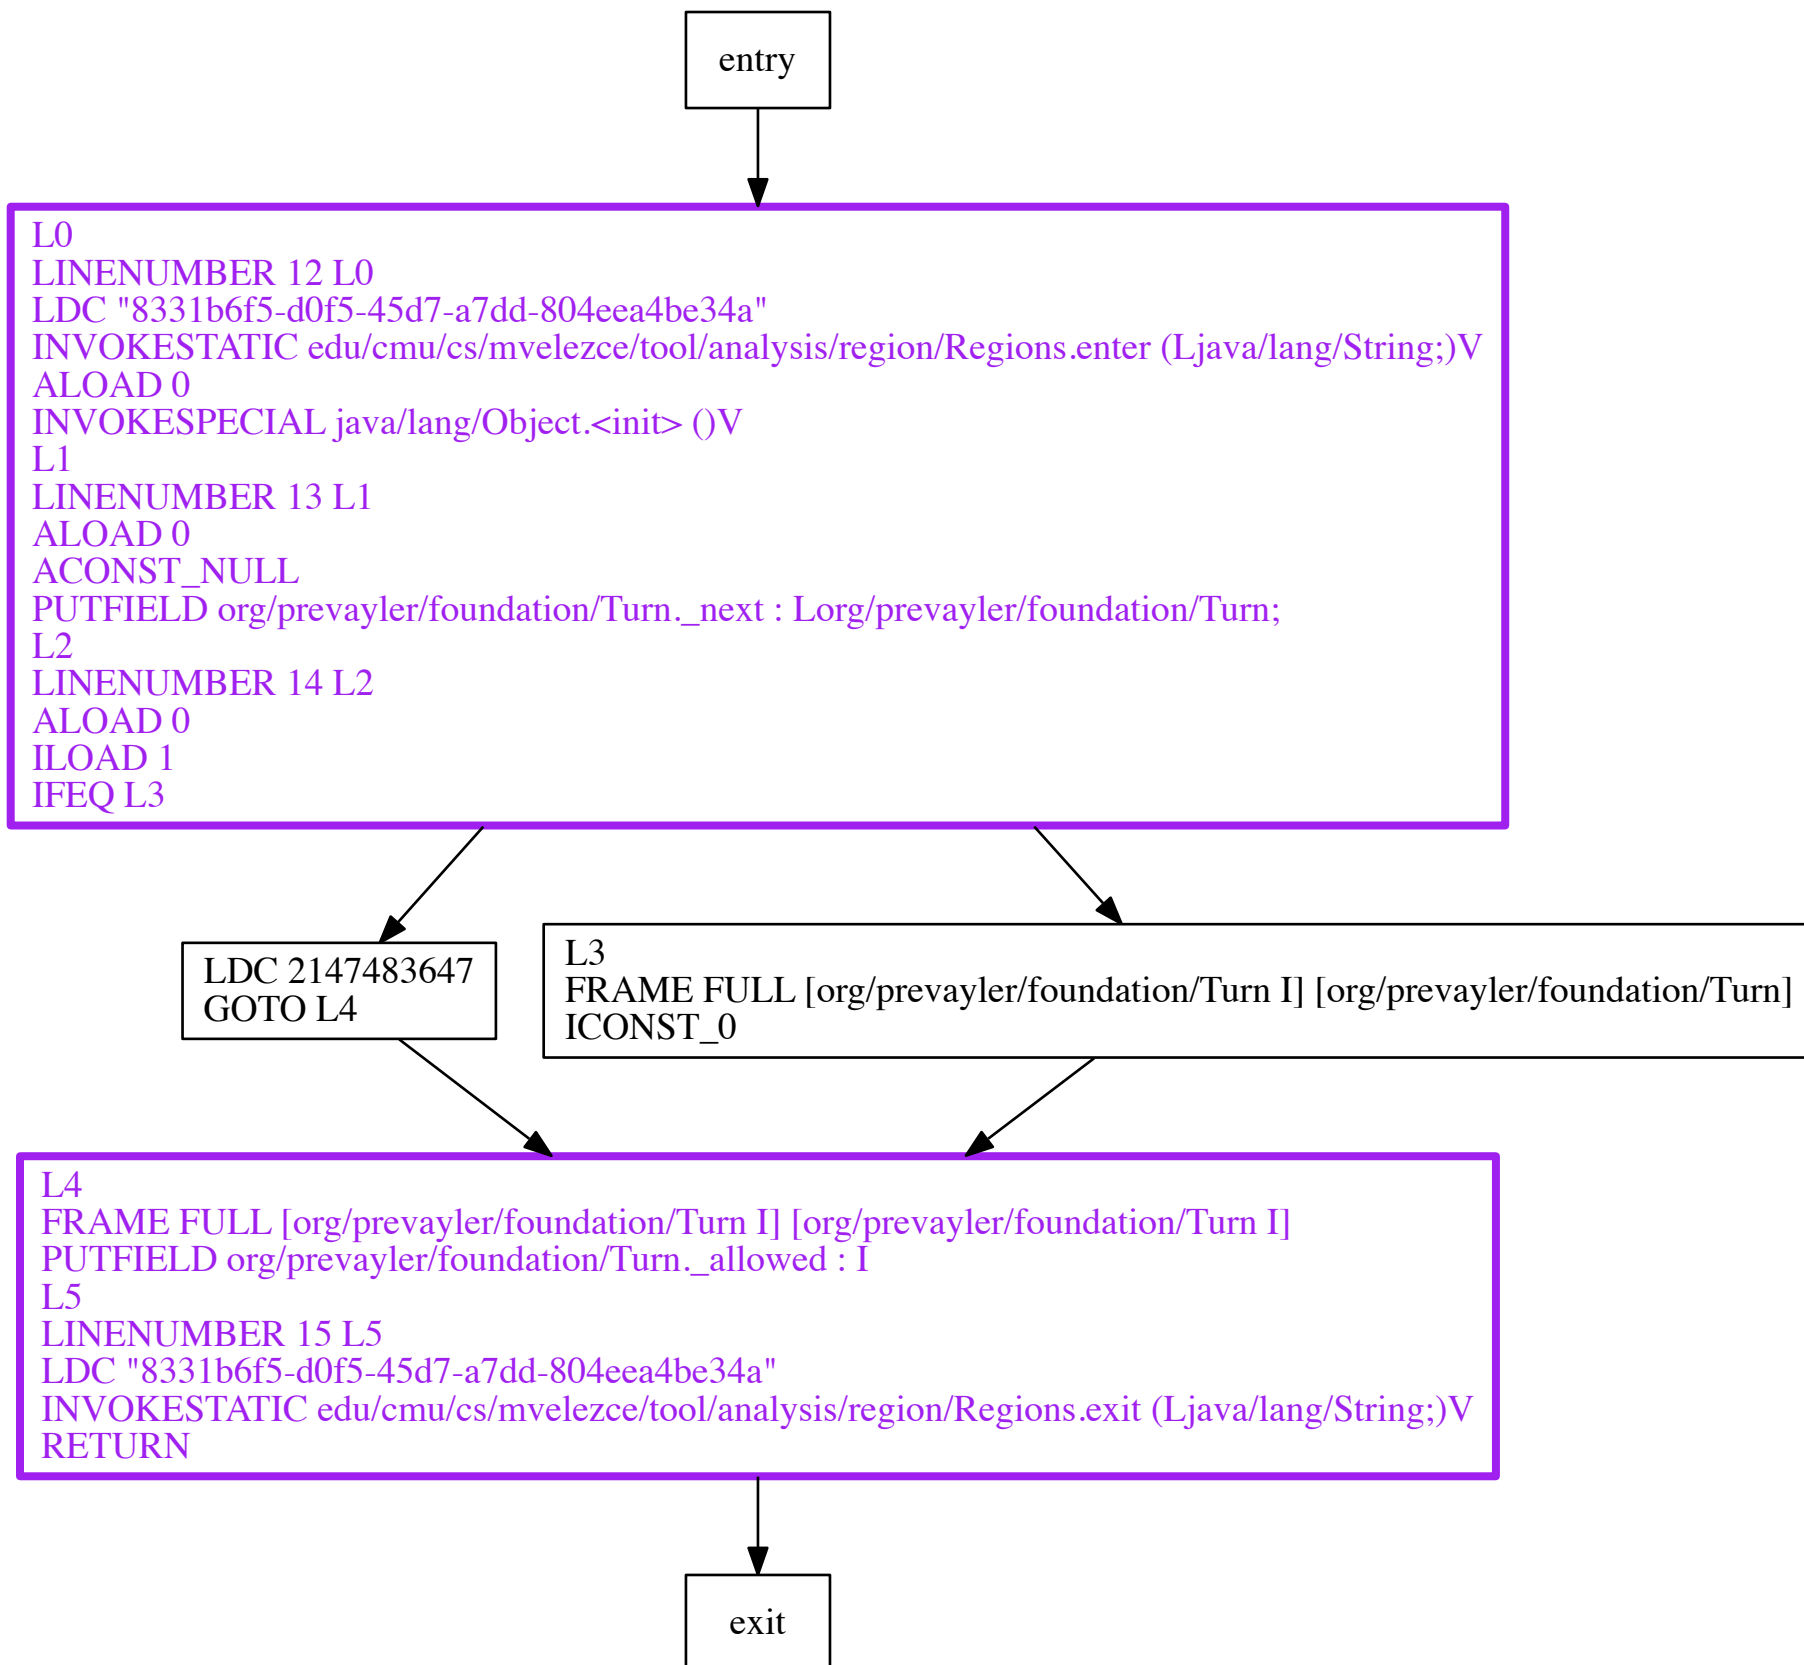 entry
L0
LINENUMBER 12 L0
LDC "8331b6f5-d0f5-45d7-a7dd-804eea4be34a"
INVOKESTATIC edu/cmu/cs/mvelezce/tool/analysis/region/Regions.enter (Ljava/lang/String;)V
ALOAD 0
INVOKESPECIAL java/lang/Object.<init> ()V
L1
LINENUMBER 13 L1
ALOAD 0
ACONST_NULL
PUTFIELD org/prevayler/foundation/Turn._next : Lorg/prevayler/foundation/Turn;
L2
LINENUMBER 14 L2
ALOAD 0
ILOAD 1
IFEQ L3
LDC 2147483647
GOTO L4
L3
FRAME FULL [org/prevayler/foundation/Turn I] [org/prevayler/foundation/Turn]
ICONST_0
L4
FRAME FULL [org/prevayler/foundation/Turn I] [org/prevayler/foundation/Turn I]
PUTFIELD org/prevayler/foundation/Turn._allowed : I
L5
LINENUMBER 15 L5
LDC "8331b6f5-d0f5-45d7-a7dd-804eea4be34a"
INVOKESTATIC edu/cmu/cs/mvelezce/tool/analysis/region/Regions.exit (Ljava/lang/String;)V
RETURN
exit